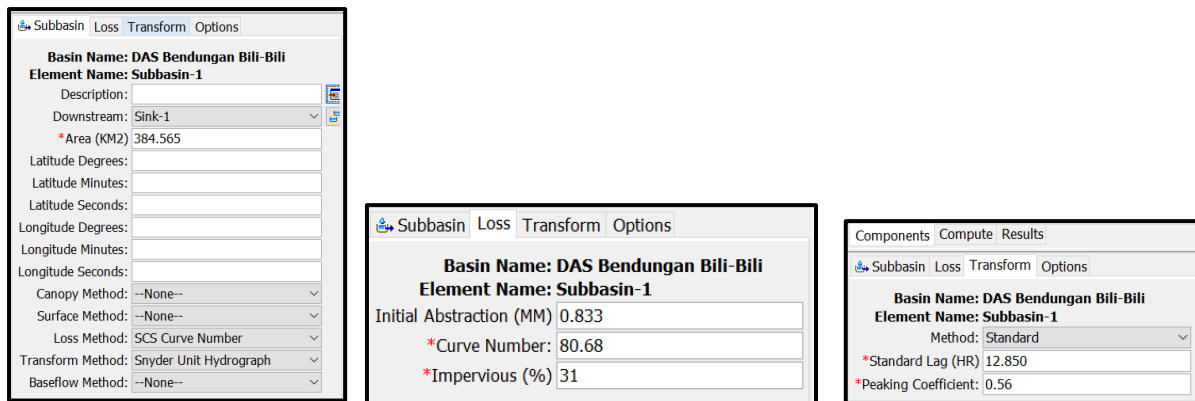 Subbasin Loss Transform Options
Basin Name: DAS Bendungan Bili-Bili
Element Name: Subbasin-1
Description:
Downstream: Sink-1
*Area (KM2) 384.565
Latitude Degrees:
Latitude Minutes:
Latitude Seconds:
Longitude Degrees:
Longitude Minutes:
Longitude Seconds:
Canopy Method: --None--
Surface Method: --None--
Loss Method: SCS Curve Number
Transform Method: Snyder Unit Hydrograph
Baseflow Method: --None--
Subbasin Loss Transform Options
Basin Name: DAS Bendungan Bili-Bili
Element Name: Subbasin-1
Initial Abstraction (MM) 0.833
*Curve Number: 80.68
*Impervious (%) 31
Components Compute Results
Subbasin Loss Transform Options
Basin Name: DAS Bendungan Bili-Bili
Element Name: Subbasin-1
Method: Standard
*Standard Lag (HR) 12.850
*Peaking Coefficient: 0.56